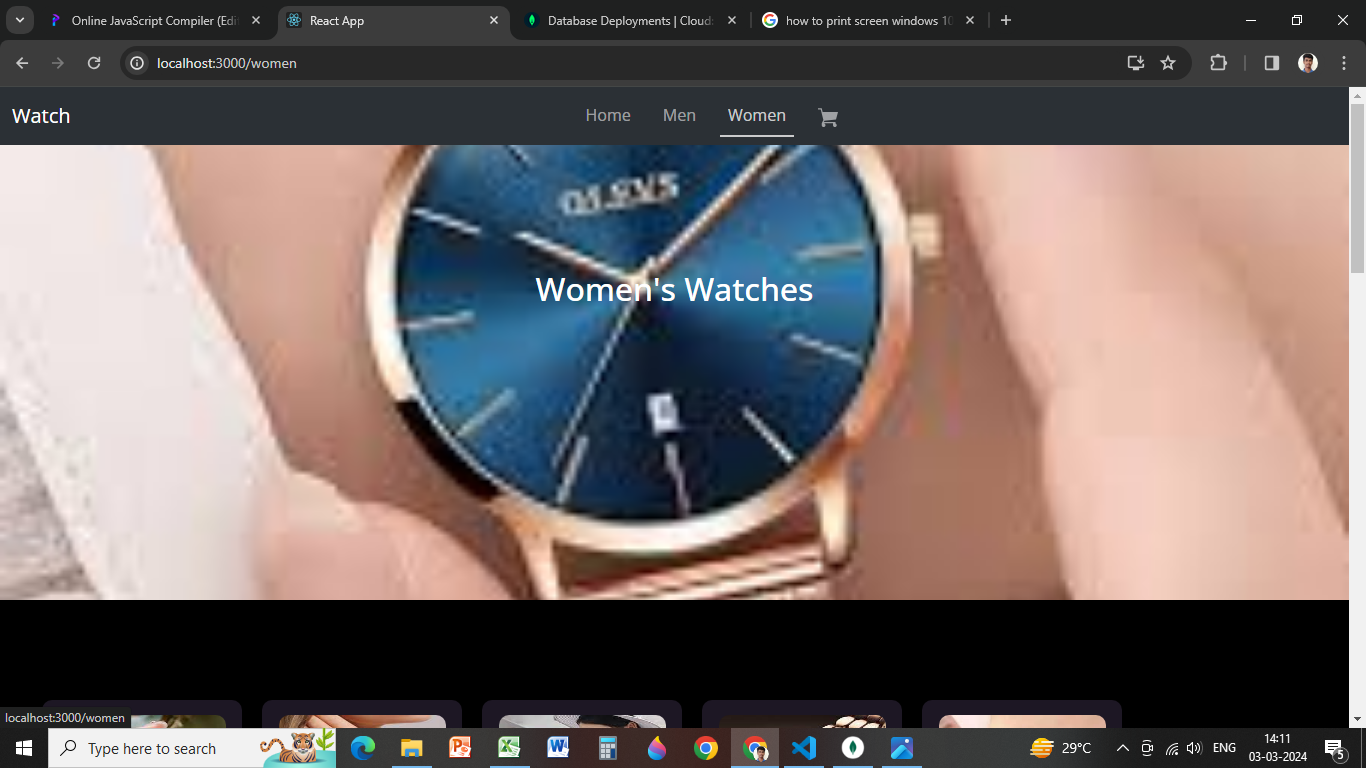 Online JavaScript Compiler (Edi
React App
Database Deployments | Cloud:
how to print screen windows 10
localhost:3000/women
Watch
Home
Men
Women
OLEVS
Women's Watches
localhost:3000/women
Type here to search
29°C
ENG
14:11
03-03-2024
5